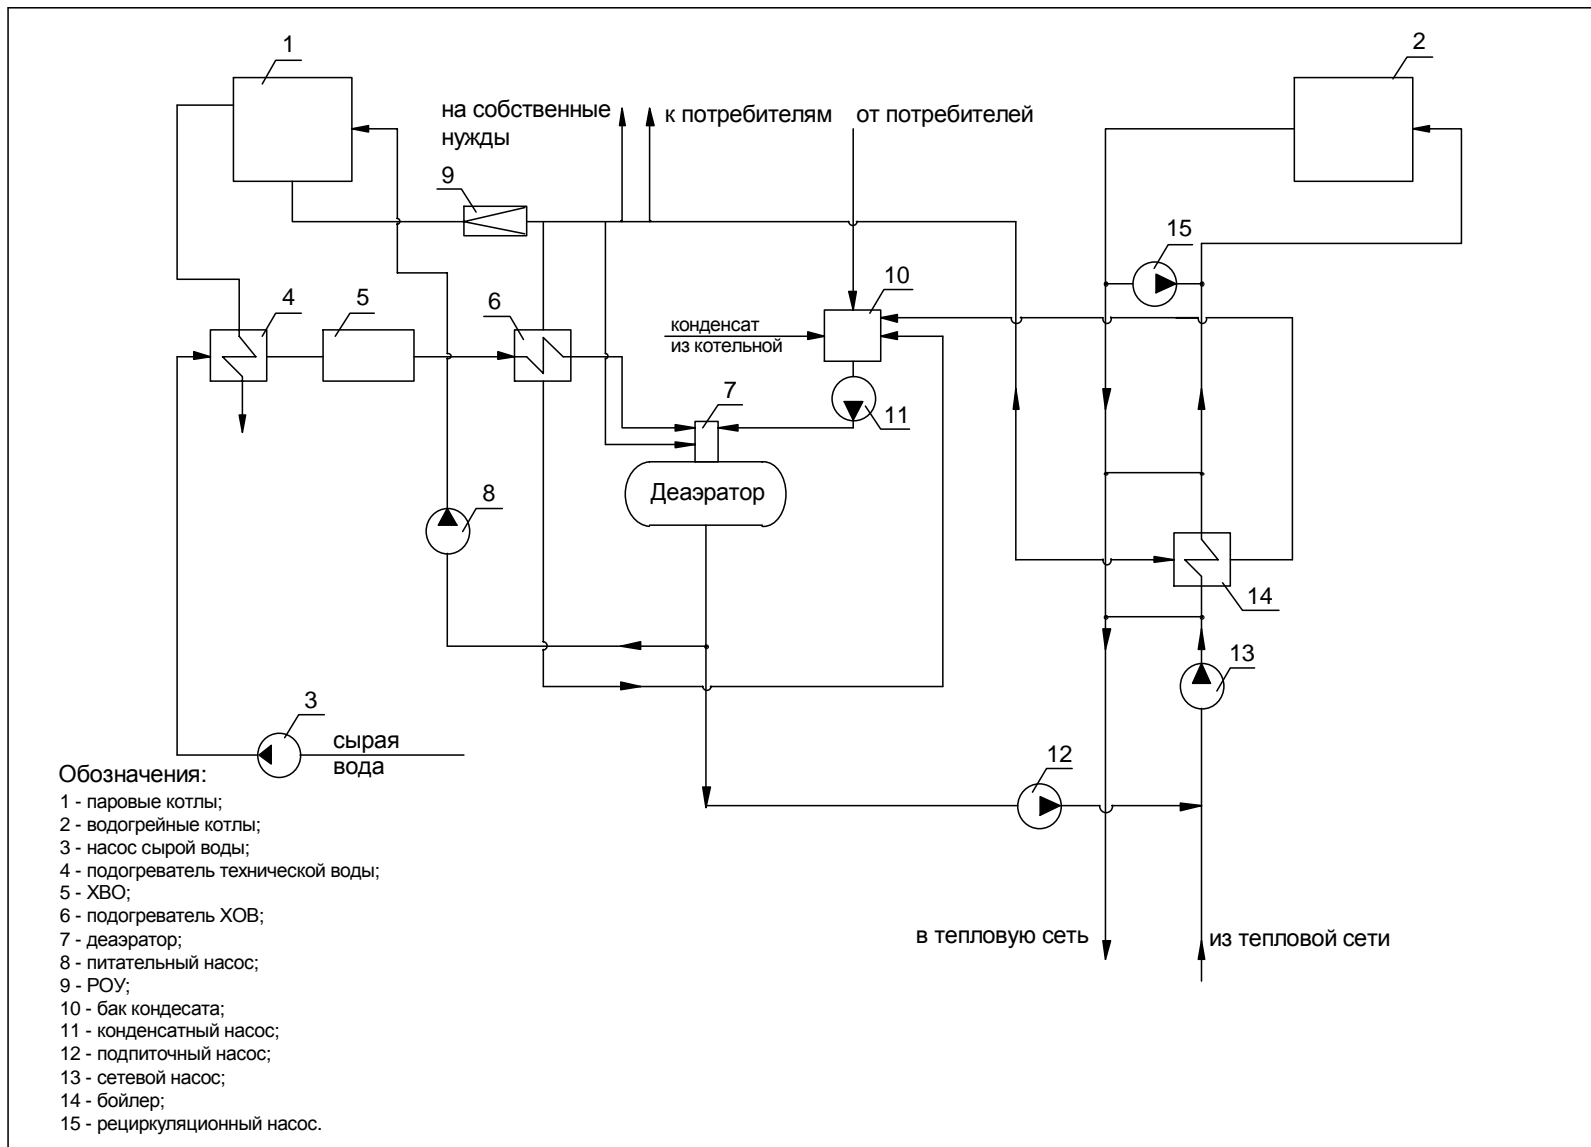 1
2
на собственные
нужды
к потребителям
от потребителей
9
15
4
5
6
10
конденсат
из котельной
7
11
Деаэратор
8
14
13
3
сырая
вода
12
Обозначения:
1 - паровые котлы;
2 - водогрейные котлы;
3 - насос сырой воды;
4 - подогреватель технической воды;
5 - ХВО;
6 - подогреватель ХОВ;
7 - деаэратор;
8 - питательный насос;
9 - РОУ;
10 - бак кондесата;
11 - конденсатный насос;
12 - подпиточный насос;
13 - сетевой насос;
14 - бойлер;
15 - рециркуляционный насос.
в тепловую сеть
из тепловой сети